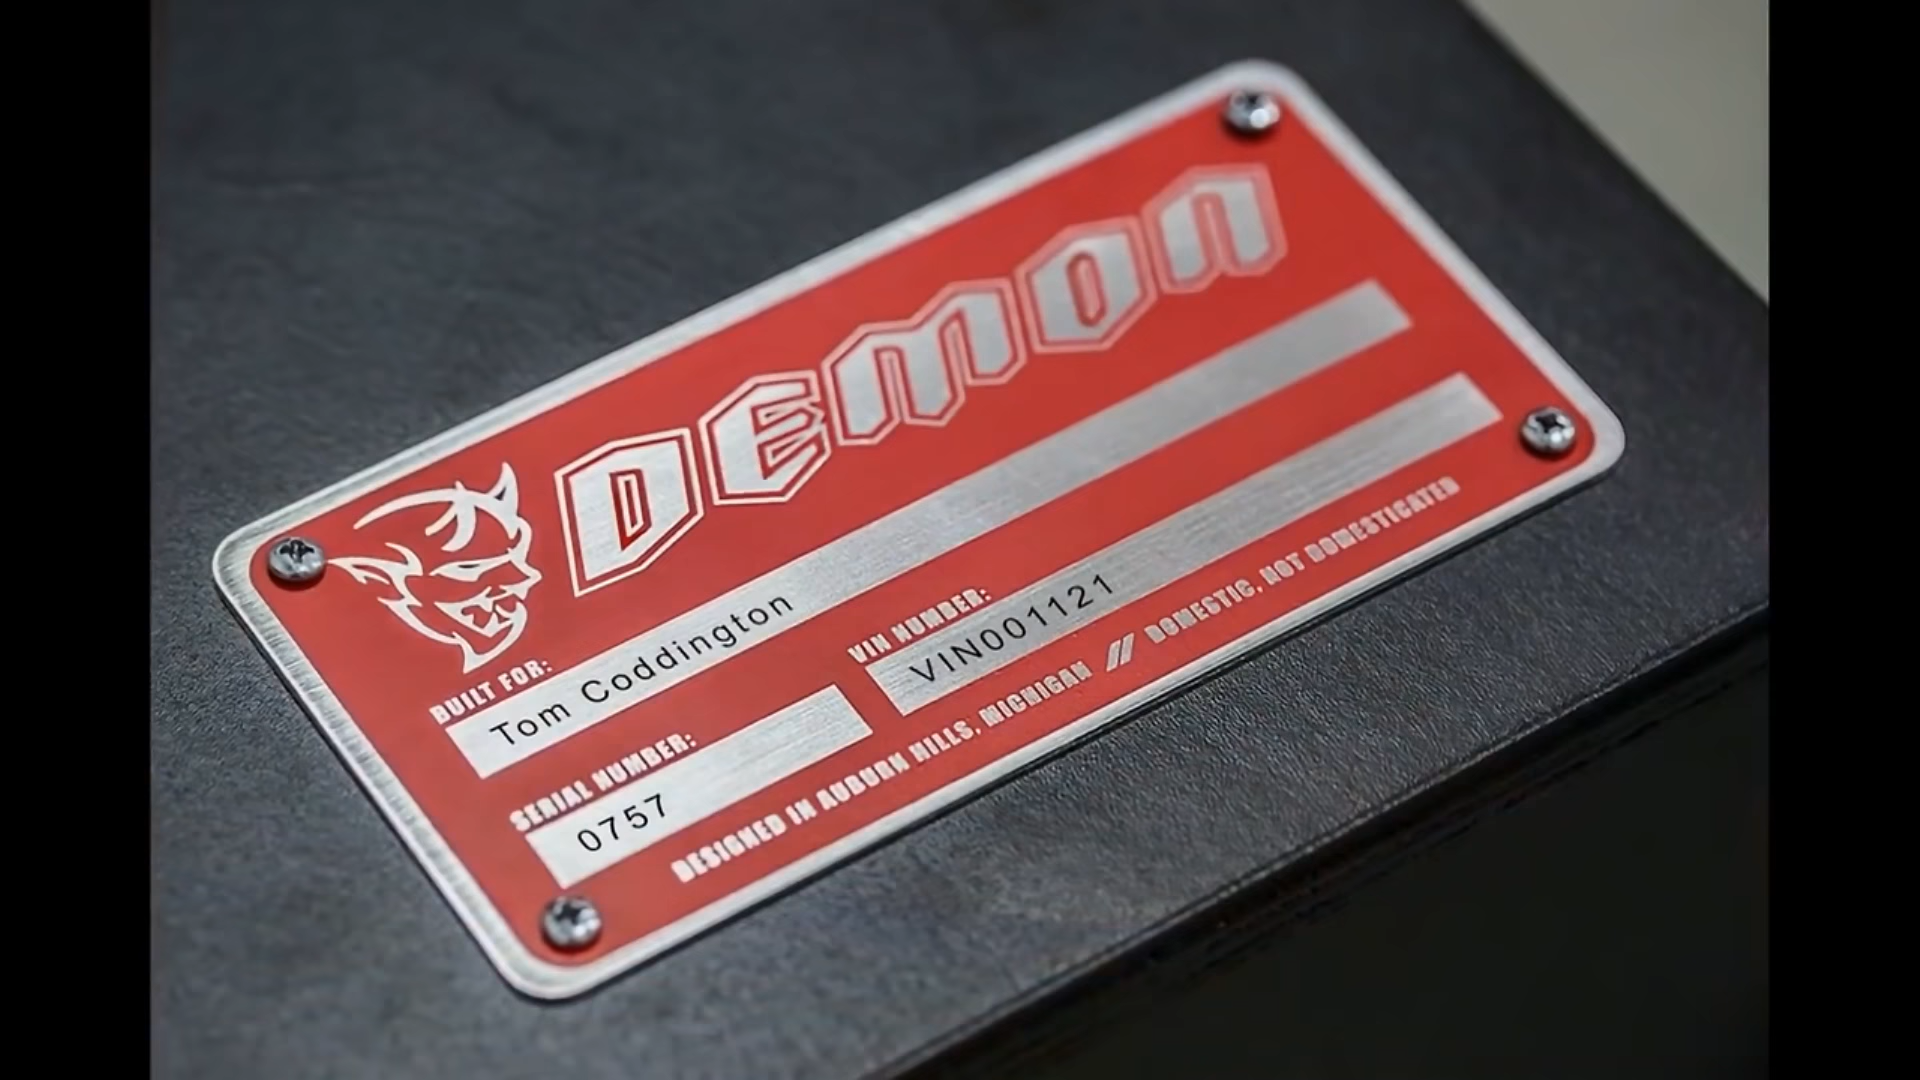 DEMON
BUILT FOR:
Tom Coddington
SERIAL NUMBER:
0757
VIN NUMBER:
VIN001121
DESIGNED IN AUBURN HILLS, MICHIGAN // DOMESTIC, NOT DOMESTICATED